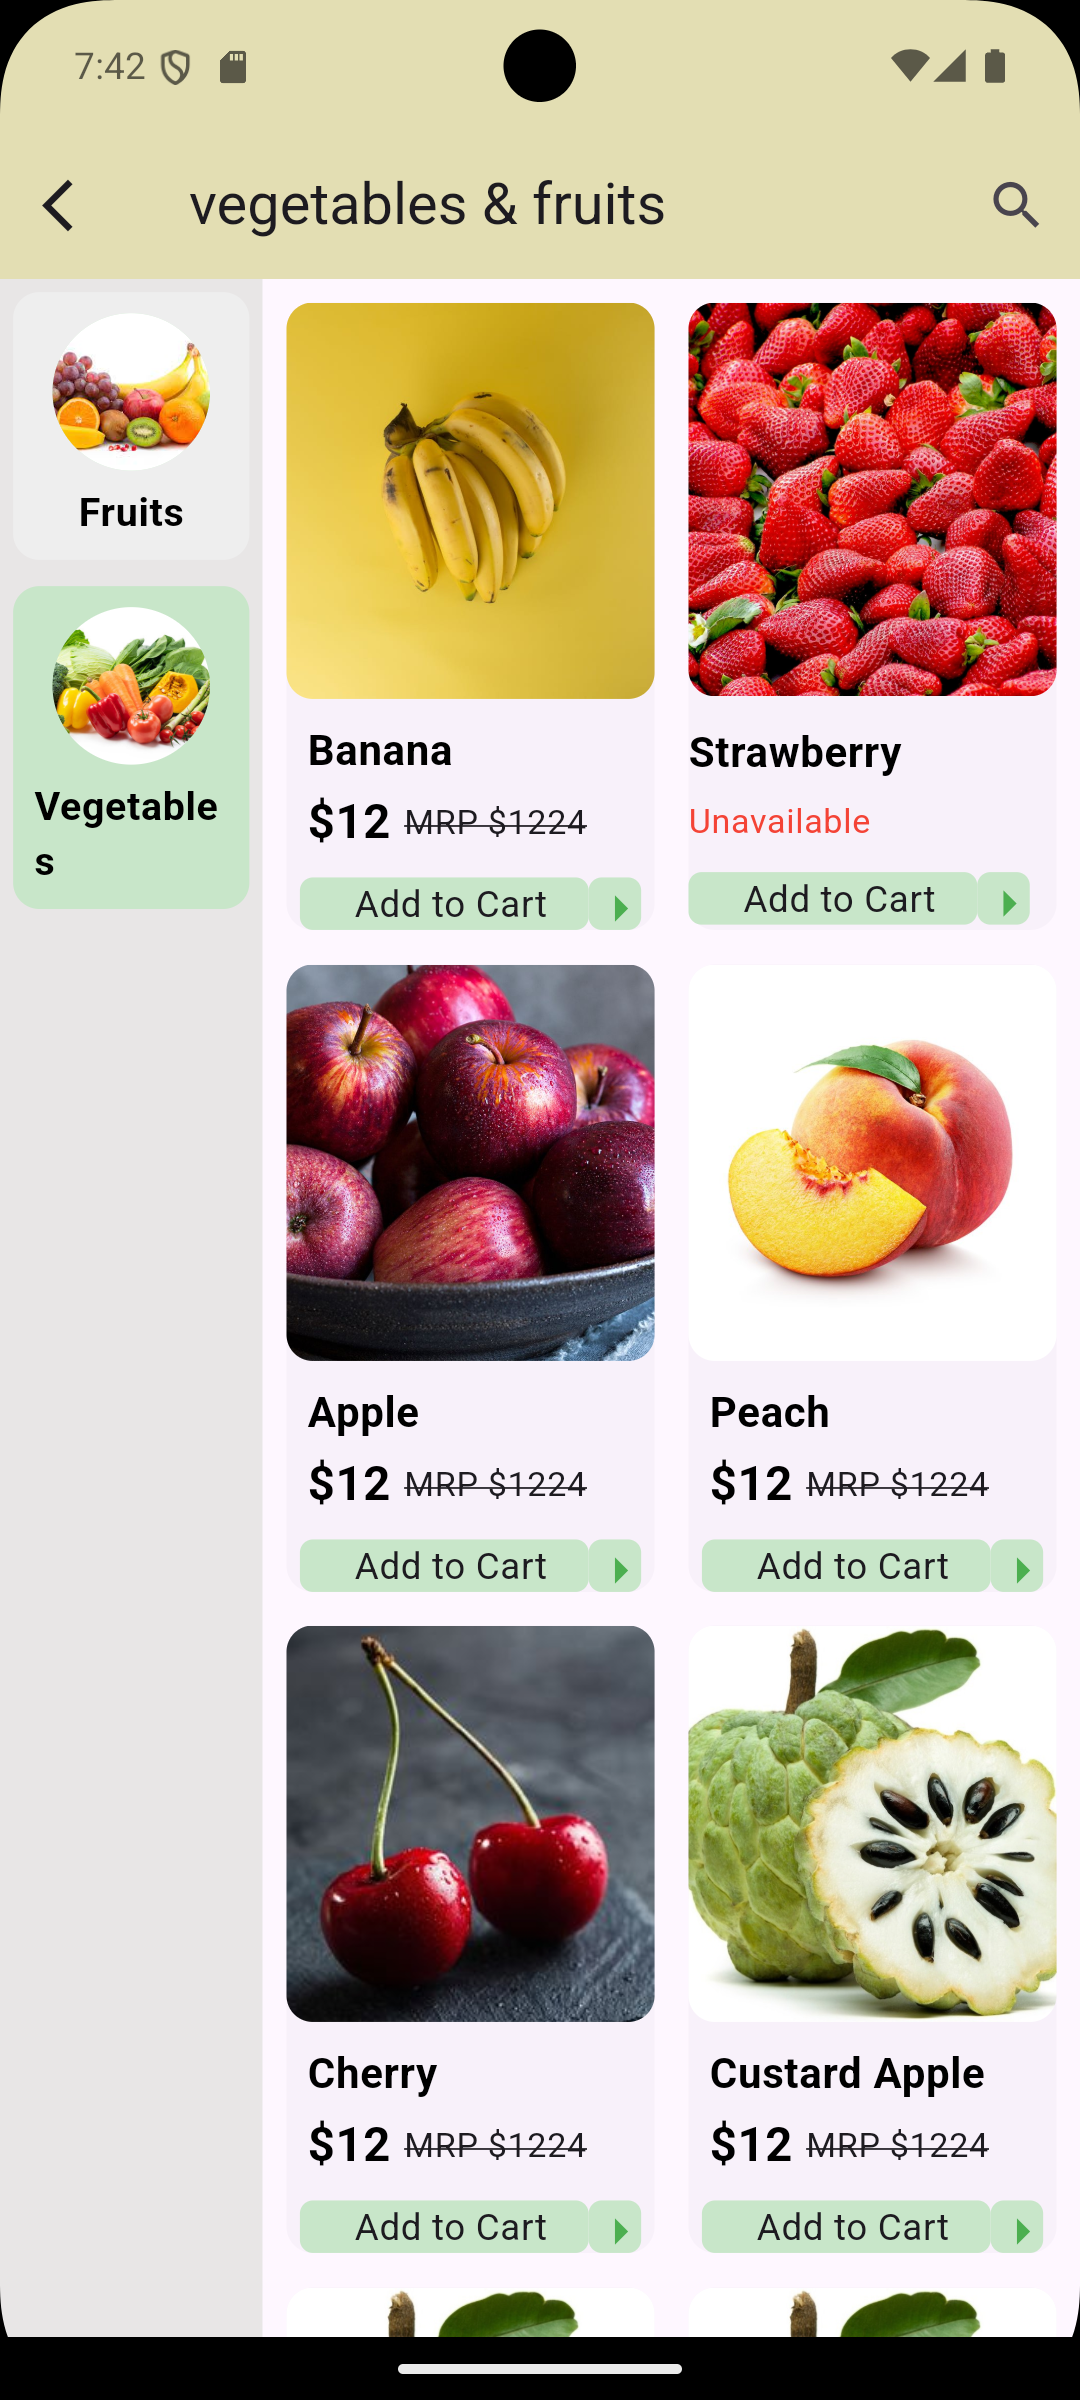 7:42
vegetables & fruits
Fruits
Vegetable
s
Banana
$12 MRP $1224
Add to Cart
Strawberry
Unavailable
Add to Cart
Apple
$12 MRP $1224
Add to Cart
Peach
$12 MRP $1224
Add to Cart
Cherry
$12 MRP $1224
Add to Cart
Custard Apple
$12 MRP $1224
Add to Cart